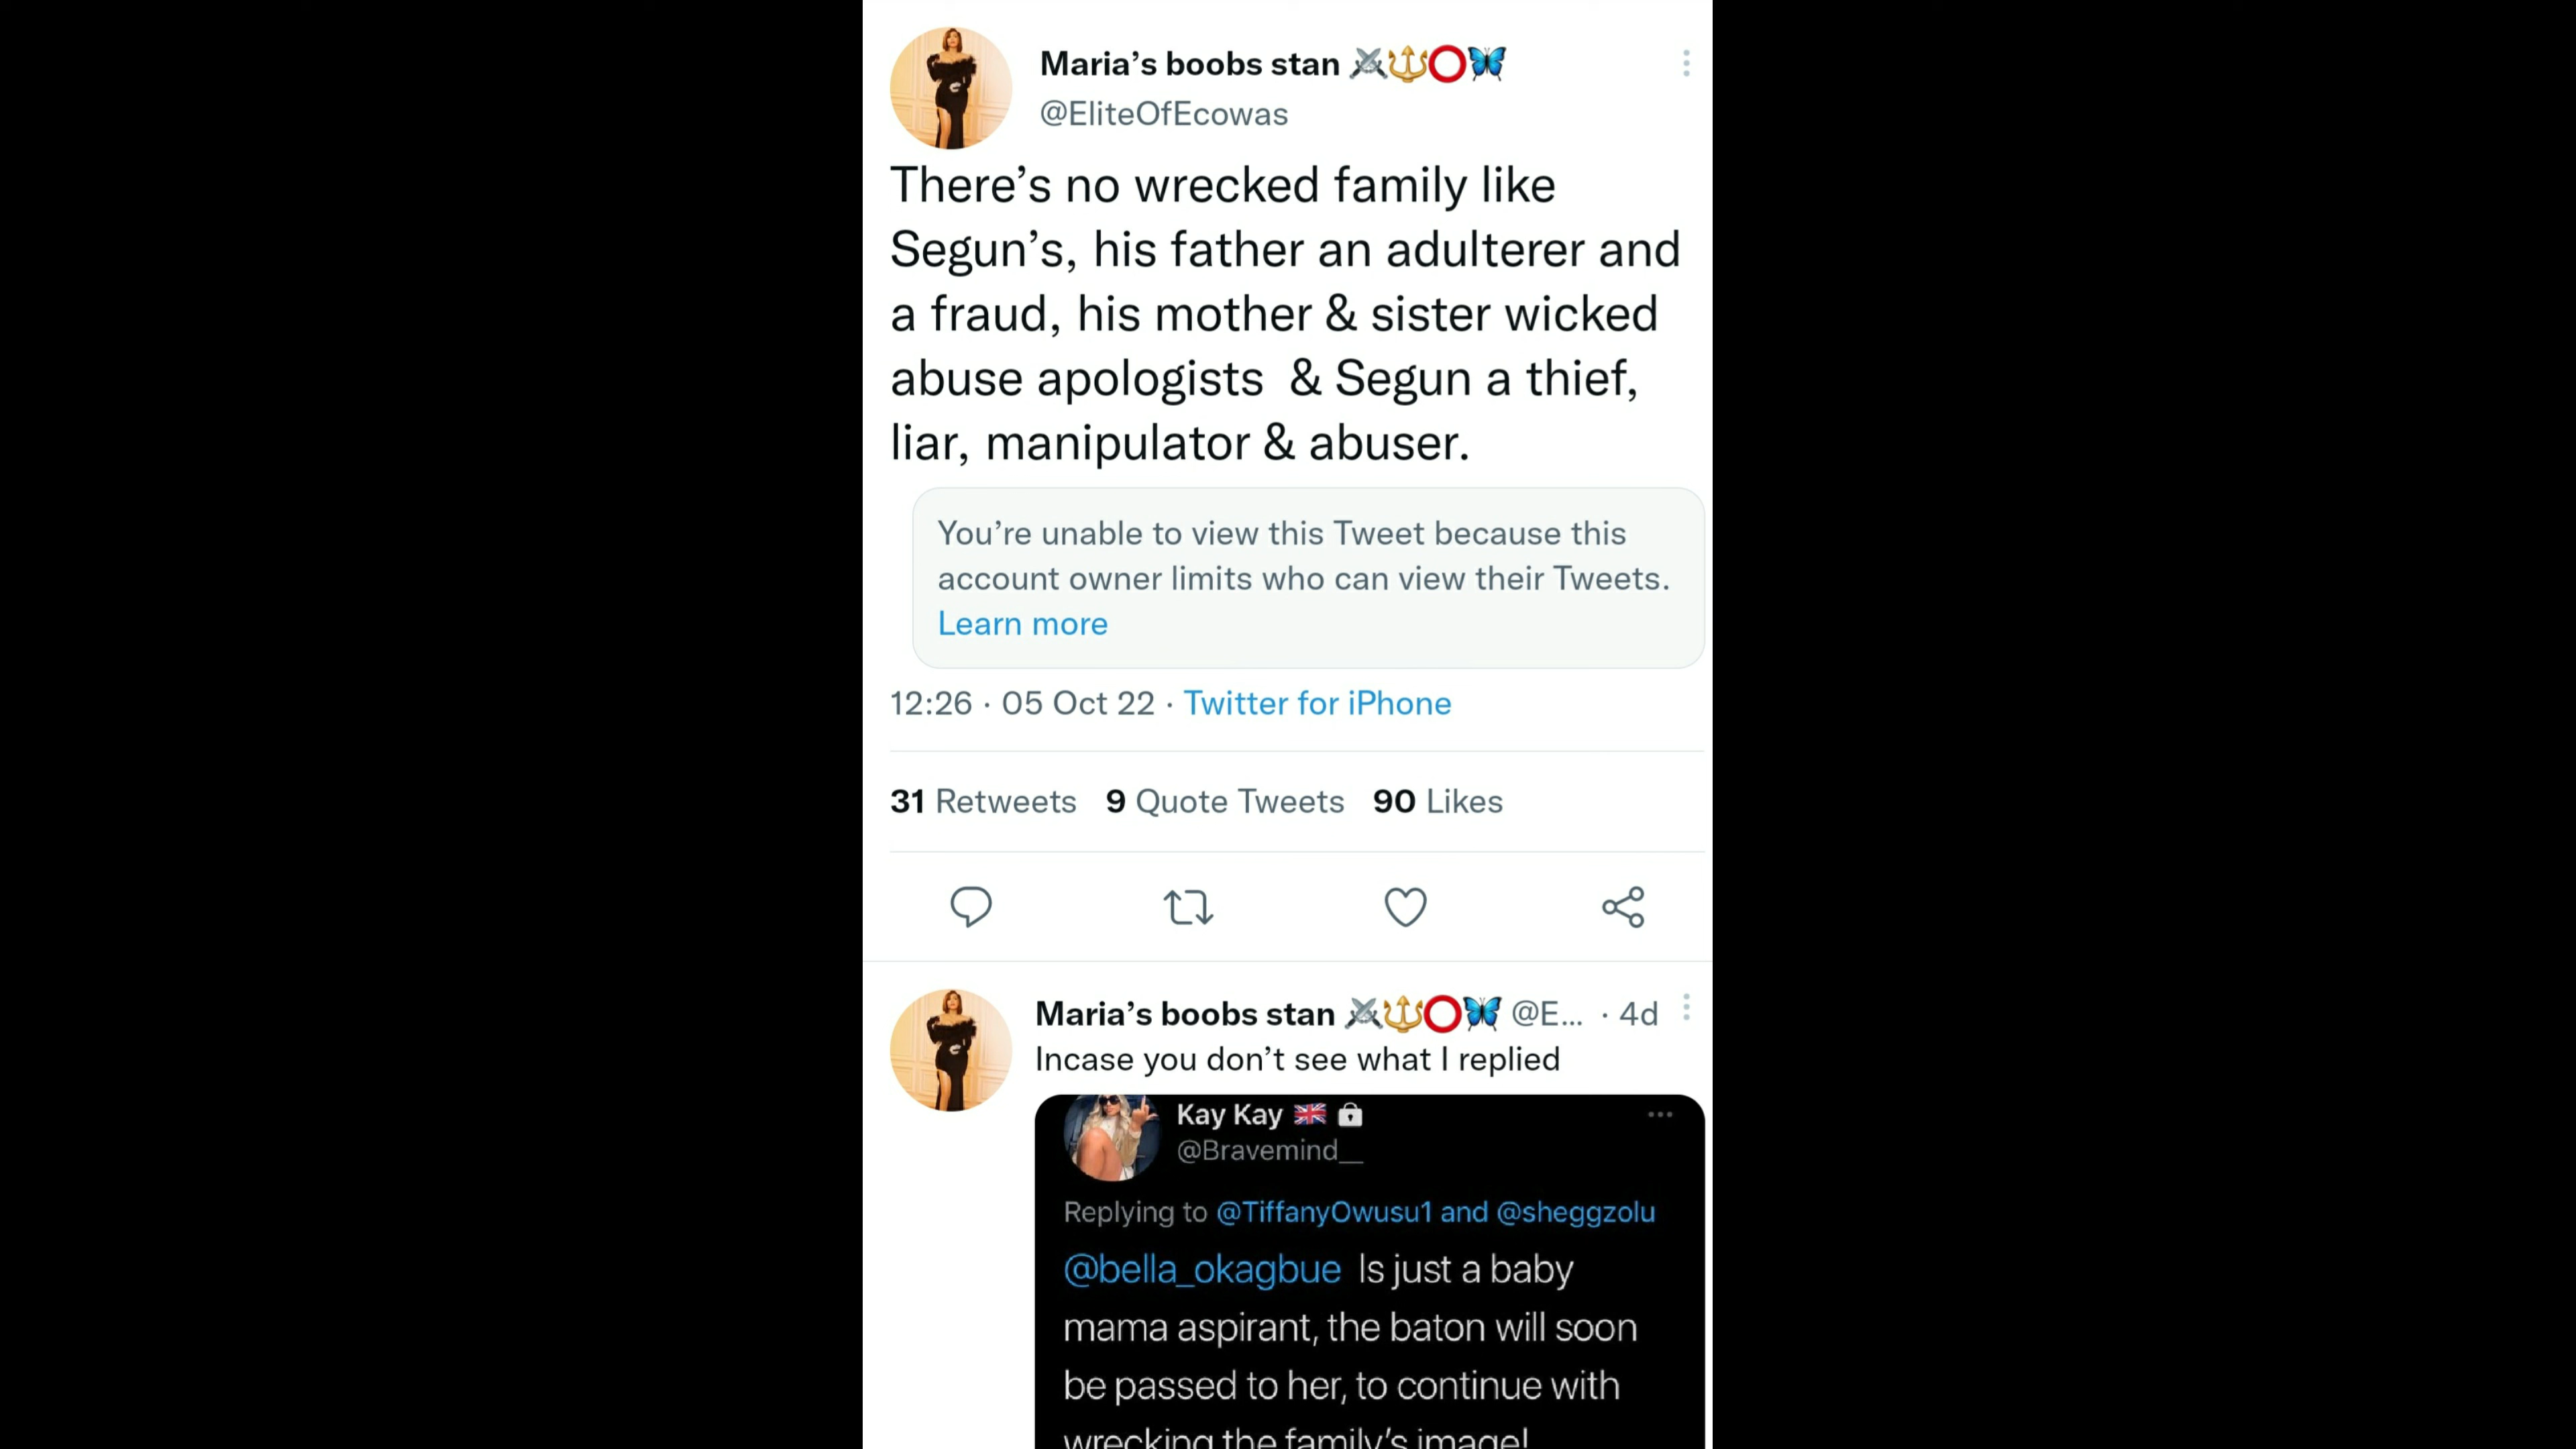 Maria’s boobs stan ⚔️🔱⭕🦋
@EliteOfEcowas
There’s no wrecked family like
Segun’s, his father an adulterer and
a fraud, his mother & sister wicked
abuse apologists & Segun a thief,
liar, manipulator & abuser.
You’re unable to view this Tweet because this
account owner limits who can view their Tweets.
Learn more
12:26 · 05 Oct 22 · Twitter for iPhone
31 Retweets 9 Quote Tweets 90 Likes
Maria’s boobs stan ⚔️🔱⭕🦋 @E... · 4d
Incase you don’t see what I replied
Kay Kay 🇬🇧 🔒
@Bravemind__
Replying to @TiffanyOwusu1 and @sheggzolu
@bella_okagbue Is just a baby
mama aspirant, the baton will soon
be passed to her, to continue with
wrecking the family’s image!